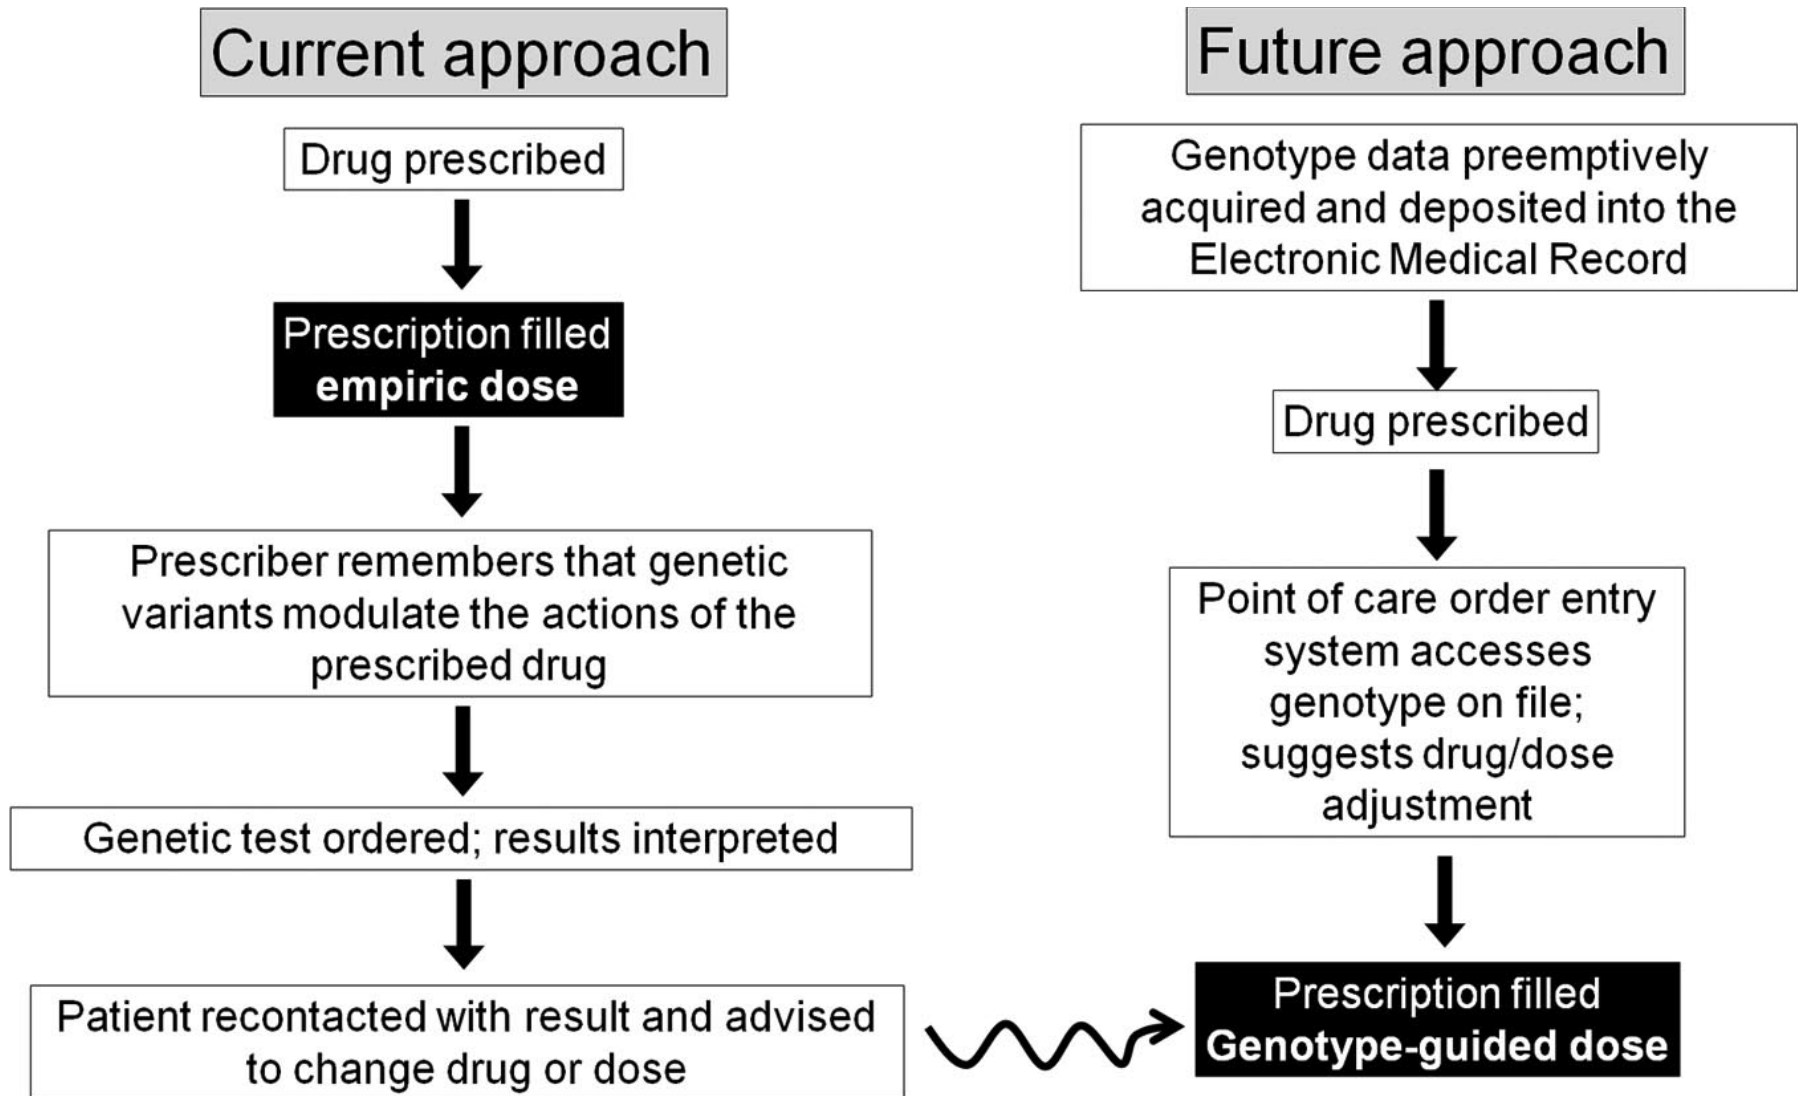 Current approach
Drug prescribed
Prescription filled
empiric dose
Prescriber remembers that genetic
variants modulate the actions of the
prescribed drug
Genetic test ordered; results interpreted
Patient recontacted with result and advised
to change drug or dose
Future approach
Genotype data preemptively
acquired and deposited into the
Electronic Medical Record
Drug prescribed
Point of care order entry
system accesses
genotype on file;
suggests drug/dose
adjustment
Prescription filled
Genotype-guided dose